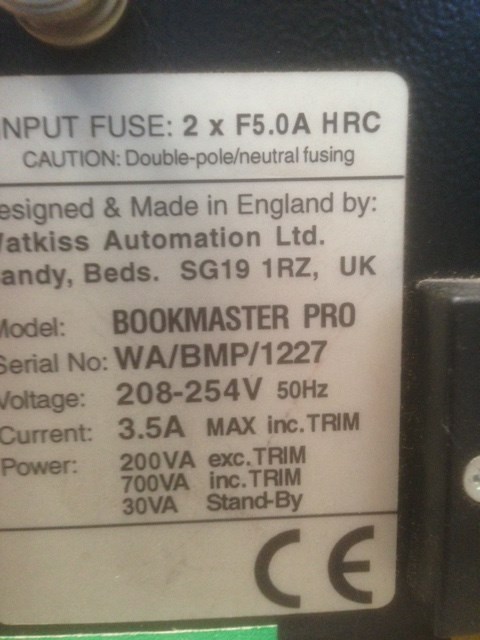 INPUT FUSE: 2 x F5.0A HRC
CAUTION: Double-pole/neutral fusing
esigned & Made in England by:
atkiss Automation Ltd.
andy, Beds. SG19 1RZ, UK
Model: BOOKMASTER PRO
Serial No: WA/BMP/1227
Voltage: 208-254V 50Hz
Current: 3.5A MAX inc.TRIM
Power: 200VA exc.TRIM
700VA inc.TRIM
30VA Stand-By
CE